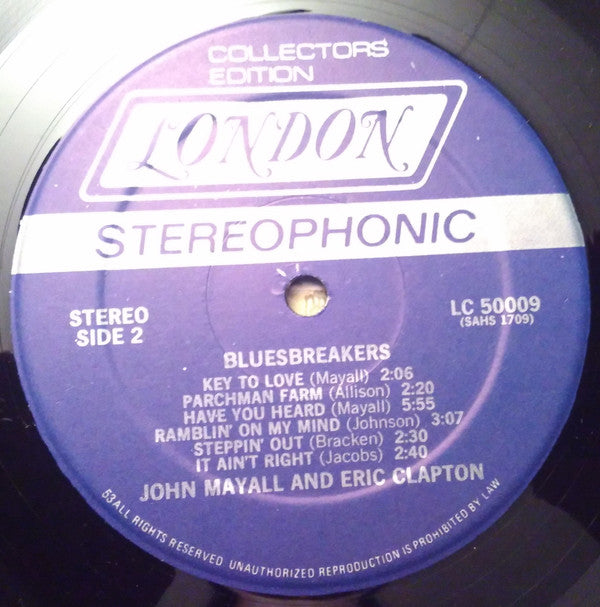 COLLECTORS
EDITION
LONDON
STEREOPHONIC
STEREO
SIDE 2
LC 50009
(SAHS 1709)
BLUESBREAKERS
KEY TO LOVE (Mayall) 2:06
PARCHMAN FARM (Allison) 2:20
HAVE YOU HEARD (Mayall) 5:55
RAMBLIN' ON MY MIND (Johnson) 3:07
STEPPIN' OUT (Bracken) 2:30
IT AIN'T RIGHT (Jacobs) 2:40
JOHN MAYALL AND ERIC CLAPTON
53ALL RIGHTS RESERVED UNAUTHORIZED REPRODUCTION IS PROHIBITED BY LAW